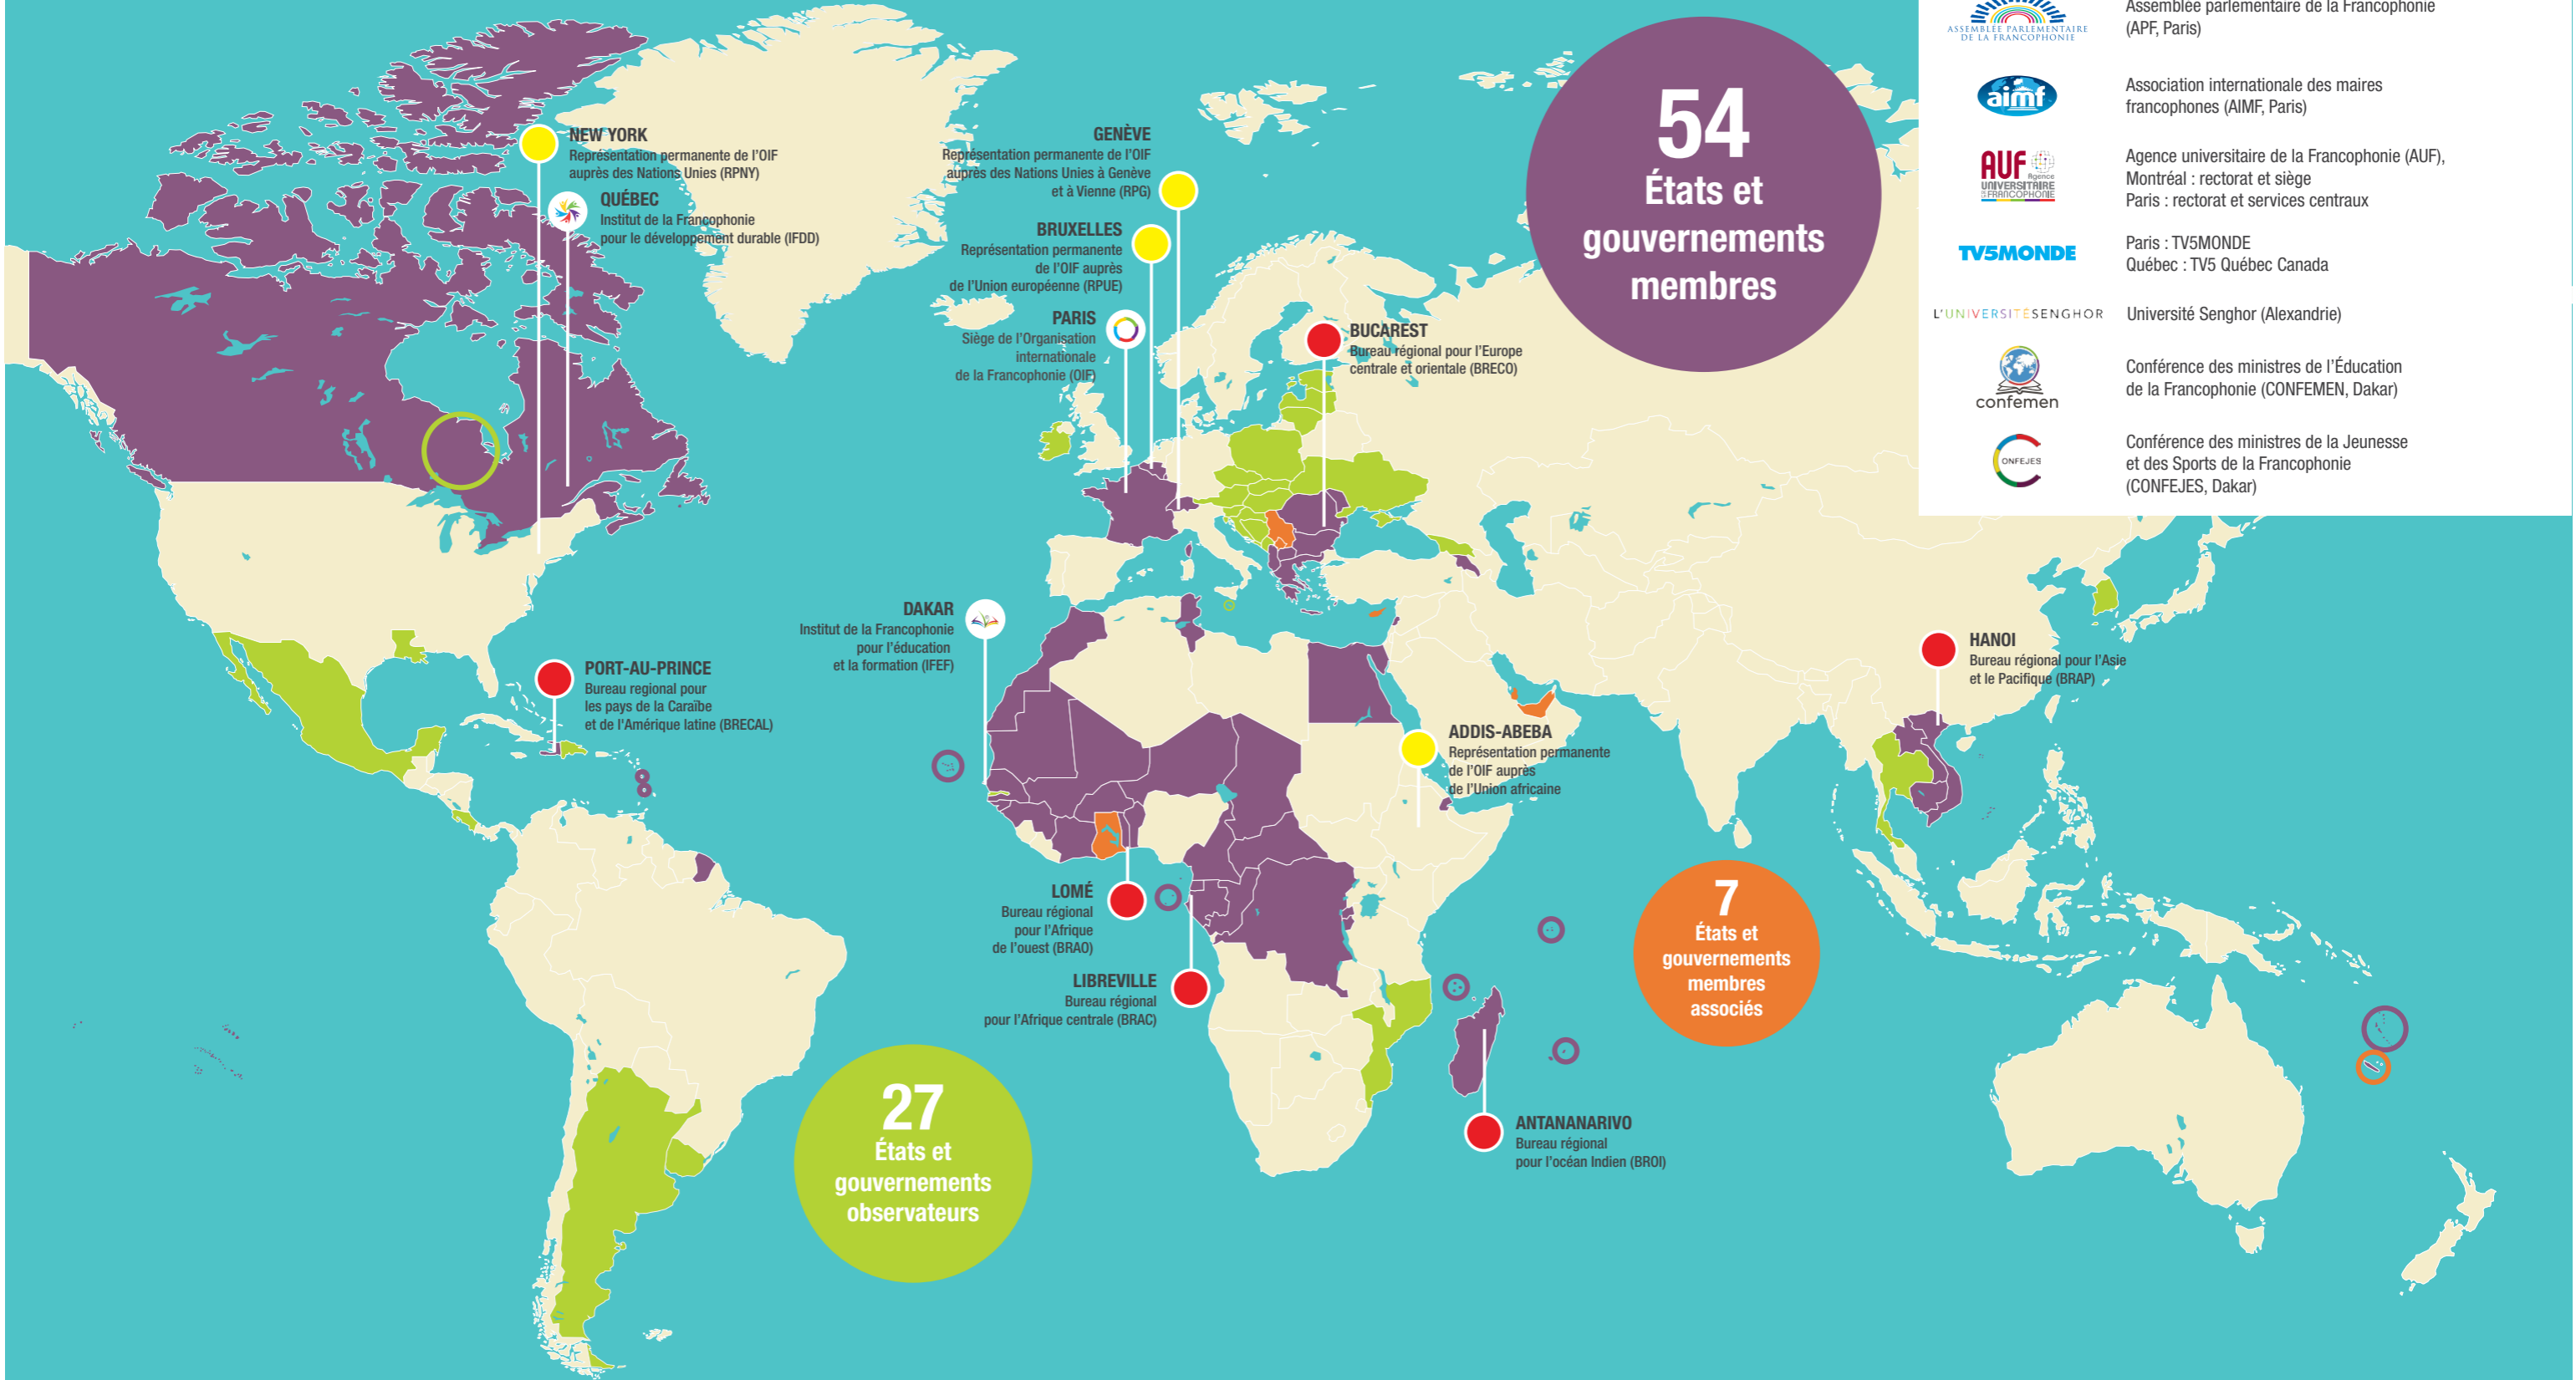 NEW YORK
Représentation permanente de l'OIF
auprès des Nations Unies (RPNY)
QUÉBEC
Institut de la Francophonie
pour le développement durable (IFDD)
GENÈVE
Représentation permanente de l'OIF
auprès des Nations Unies à Genève
et à Vienne (RPG)
BRUXELLES
Représentation permanente
de l'OIF auprès
de l'Union européenne (RPUE)
PARIS
Siège de l'Organisation
internationale
de la Francophonie (OIF)
BUCAREST
Bureau régional pour l'Europe
centrale et orientale (BRECO)
54
États et
gouvernements
membres
ASSEMBLÉE PARLEMENTAIRE
DE LA FRANCOPHONIE
Assemblée parlementaire de la Francophonie
(APF, Paris)
aimf
Association internationale des maires
francophones (AIMF, Paris)
AUF
Agence
UNIVERSITAIRE
DE LA FRANCOPHONIE
Agence universitaire de la Francophonie (AUF),
Montréal : rectorat et siège
Paris : rectorat et services centraux
TV5MONDE
Paris : TV5MONDE
Québec : TV5 Québec Canada
L'UNIVERSITÉSENGHOR
Université Senghor (Alexandrie)
confemen
Conférence des ministres de l'Éducation
de la Francophonie (CONFEMEN, Dakar)
CONFEJES
Conférence des ministres de la Jeunesse
et des Sports de la Francophonie
(CONFEJES, Dakar)
DAKAR
Institut de la Francophonie
pour l'éducation
et la formation (IFEF)
PORT-AU-PRINCE
Bureau regional pour
les pays de la Caraïbe
et de l'Amérique latine (BRECAL)
HANOI
Bureau régional pour l'Asie
et le Pacifique (BRAP)
ADDIS-ABEBA
Représentation permanente
de l'OIF auprès
de l'Union africaine
LOMÉ
Bureau régional
pour l'Afrique
de l'ouest (BRAO)
LIBREVILLE
Bureau régional
pour l'Afrique centrale (BRAC)
7
États et
gouvernements
membres
associés
27
États et
gouvernements
observateurs
ANTANANARIVO
Bureau régional
pour l'océan Indien (BROI)